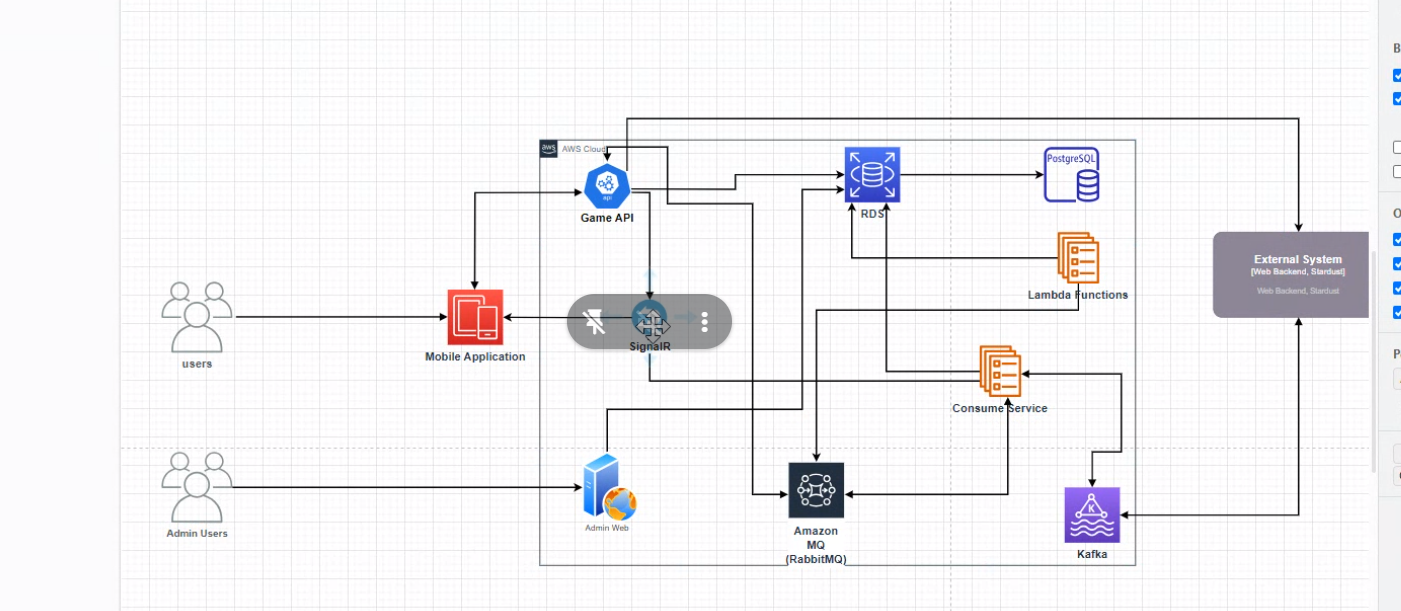 aws
AWS Cloud
api
Game API
RDS
PostgreSQL
Lambda Functions
External System
[Web Backend, Stardust]
Web Backend, Stardust
users
Mobile Application
SignalR
Consume Service
Admin Users
Admin Web
Amazon
MQ
(RabbitMQ)
K
Kafka
B
O